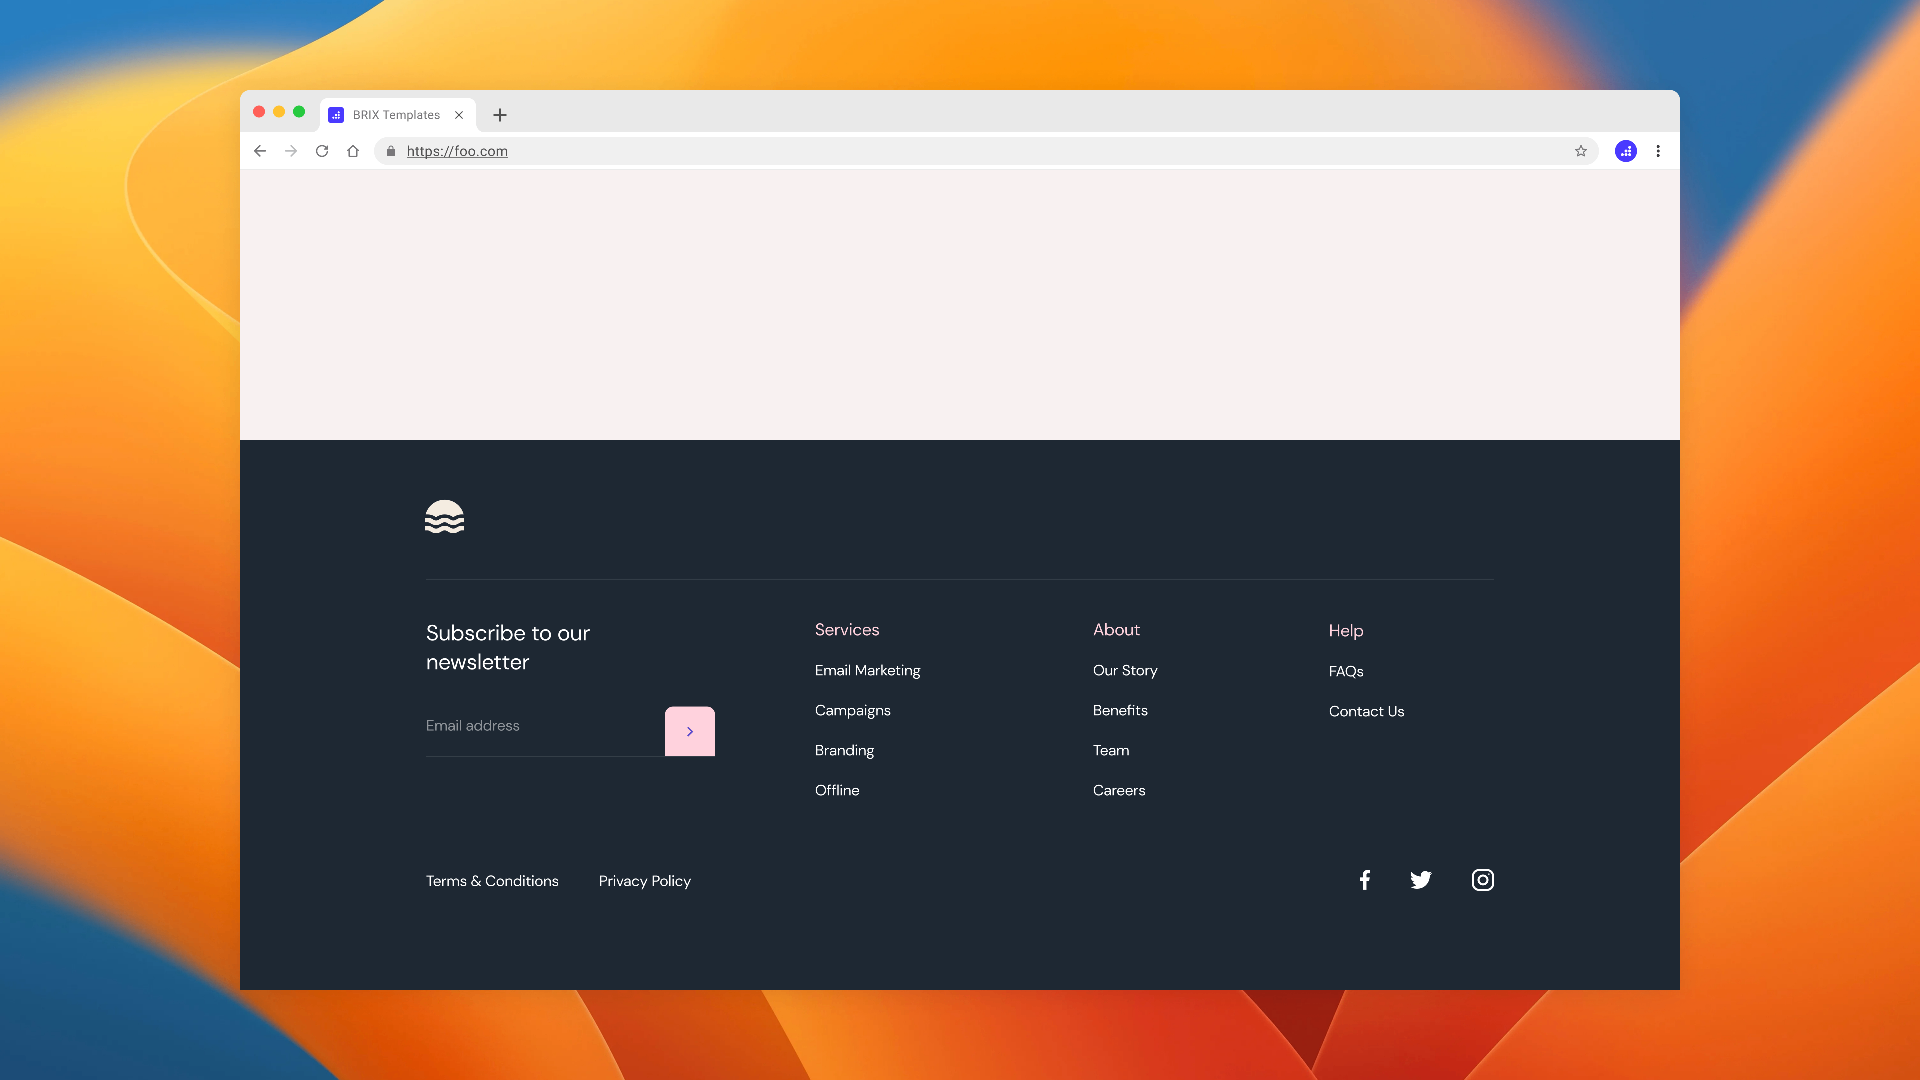 BRIX Templates
https://foo.com
Subscribe to our
newsletter
Email address
Services
Email Marketing
Campaigns
Branding
Offline
About
Our Story
Benefits
Team
Careers
Help
FAQs
Contact Us
Terms & Conditions
Privacy Policy